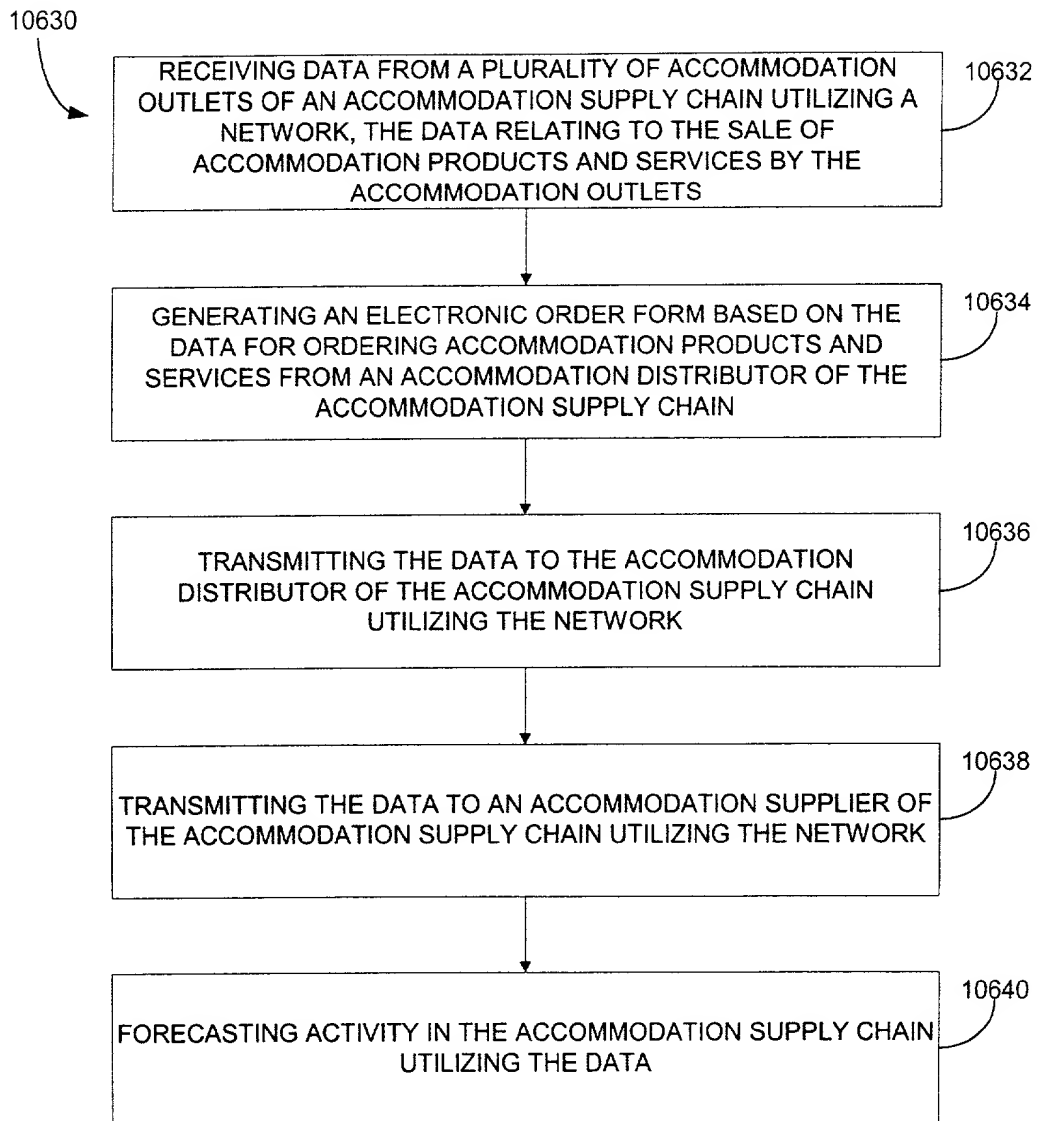 10630
RECEIVING DATA FROM A PLURALITY OF ACCOMMODATION
OUTLETS OF AN ACCOMMODATION SUPPLY CHAIN UTILIZING A
NETWORK, THE DATA RELATING TO THE SALE OF
ACCOMMODATION PRODUCTS AND SERVICES BY THE
ACCOMMODATION OUTLETS
10632
GENERATING AN ELECTRONIC ORDER FORM BASED ON THE
DATA FOR ORDERING ACCOMMODATION PRODUCTS AND
SERVICES FROM AN ACCOMMODATION DISTRIBUTOR OF THE
ACCOMMODATION SUPPLY CHAIN
10634
TRANSMITTING THE DATA TO THE ACCOMMODATION
DISTRIBUTOR OF THE ACCOMMODATION SUPPLY CHAIN
UTILIZING THE NETWORK
10636
TRANSMITTING THE DATA TO AN ACCOMMODATION SUPPLIER OF
THE ACCOMMODATION SUPPLY CHAIN UTILIZING THE NETWORK
10638
FORECASTING ACTIVITY IN THE ACCOMMODATION SUPPLY CHAIN
UTILIZING THE DATA
10640